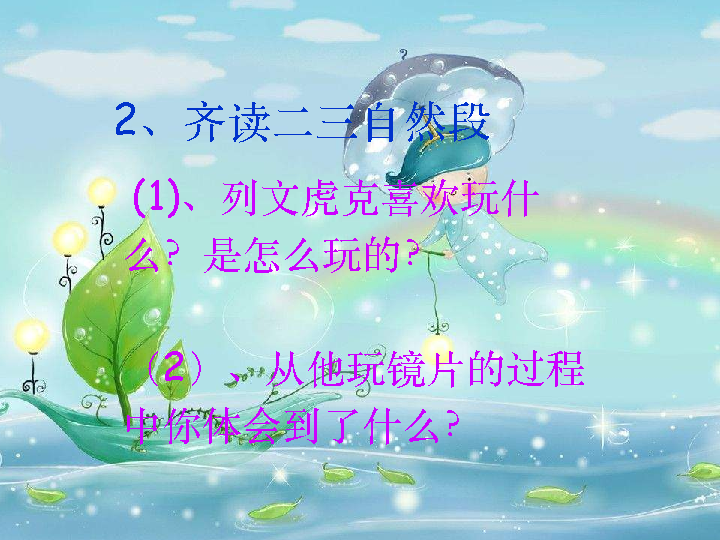 2、齐读二三自然段
(1)、列文虎克喜欢玩什
么？是怎么玩的？
（2）、从他玩镜片的过程
中你体会到了什么？